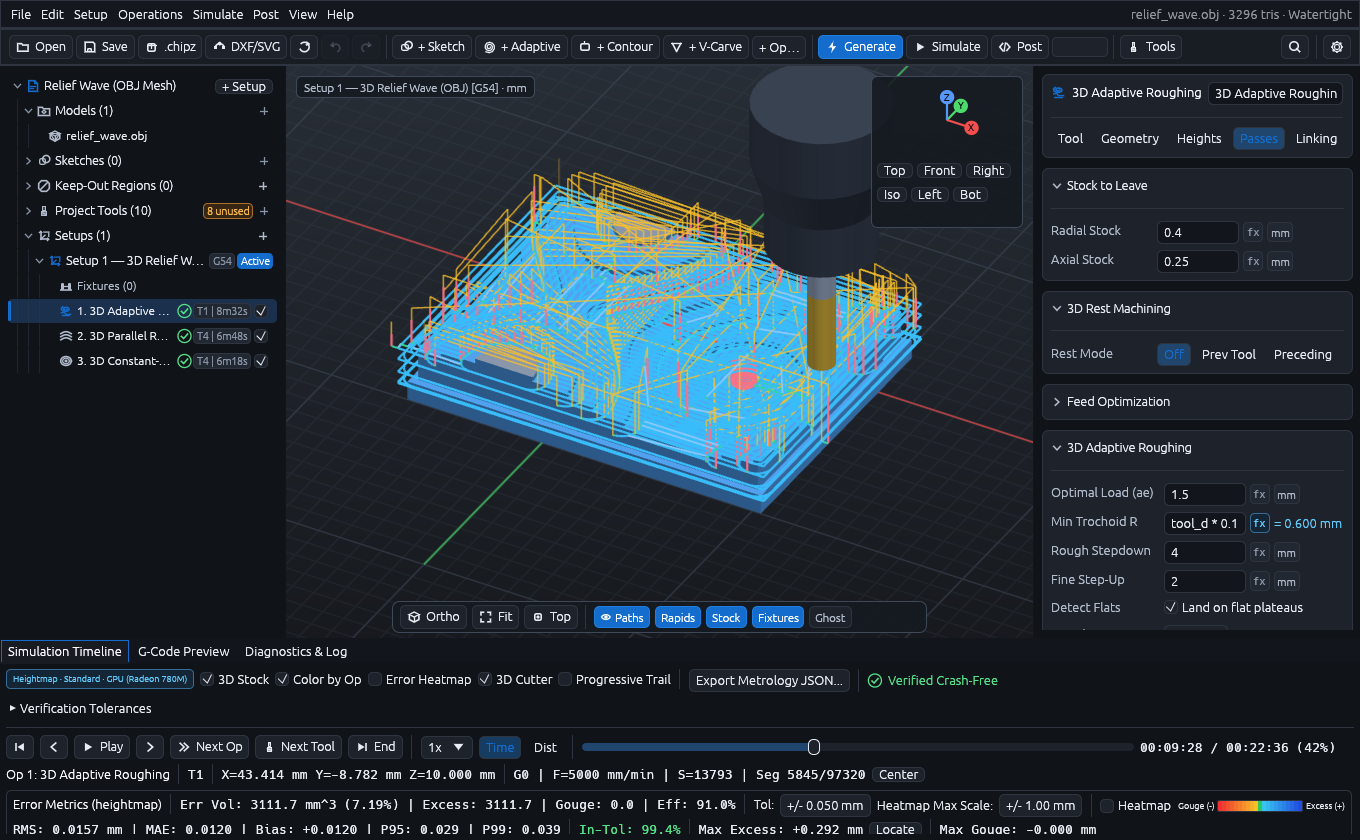 File Edit Setup Operations Simulate Post View Help relief_wave.obj · 3296 tris · Watertight
Open Save .chipz DXF/SVG + Sketch + Adaptive + Contour + V-Carve + Op... Generate Simulate Post Tools
Relief Wave (OBJ Mesh) + Setup
Models (1) +
relief_wave.obj
Sketches (0) +
Keep-Out Regions (0) +
Project Tools (10) 8 unused +
Setups (1) +
Setup 1 — 3D Relief W... G54 Active
Fixtures (0)
1. 3D Adaptive ... T1 | 8m32s
2. 3D Parallel R... T4 | 6m48s
3. 3D Constant-... T4 | 6m18s
Setup 1 — 3D Relief Wave (OBJ) [G54] · mm
Z Y X
Top Front Right
Iso Left Bot
Ortho Fit Top Paths Rapids Stock Fixtures Ghost
3D Adaptive Roughing 3D Adaptive Roughin
Tool Geometry Heights Passes Linking
Stock to Leave
Radial Stock 0.4 fx mm
Axial Stock 0.25 fx mm
3D Rest Machining
Rest Mode Off Prev Tool Preceding
Feed Optimization
3D Adaptive Roughing
Optimal Load (ae) 1.5 fx mm
Min Trochoid R tool_d * 0.1 fx = 0.600 mm
Rough Stepdown 4 fx mm
Fine Step-Up 2 fx mm
Detect Flats Land on flat plateaus
Simulation Timeline G-Code Preview Diagnostics & Log
Heightmap · Standard · GPU (Radeon 780M) 3D Stock Color by Op Error Heatmap 3D Cutter Progressive Trail Export Metrology JSON... Verified Crash-Free
Verification Tolerances
Play Next Op Next Tool End 1x Time Dist 00:09:28 / 00:22:36 (42%)
Op 1: 3D Adaptive Roughing T1 X=43.414 mm Y=-8.782 mm Z=10.000 mm G0 | F=5000 mm/min | S=13793 | Seg 5845/97320 Center
Error Metrics (heightmap) Err Vol: 3111.7 mm^3 (7.19%) | Excess: 3111.7 | Gouge: 0.0 | Eff: 91.0% Tol: +/- 0.050 mm Heatmap Max Scale: +/- 1.00 mm Heatmap Gouge (-) Excess (+)
RMS: 0.0157 mm | MAE: 0.0120 | Bias: +0.0120 | P95: 0.029 | P99: 0.039 In-Tol: 99.4% Max Excess: +0.292 mm Locate Max Gouge: -0.000 mm